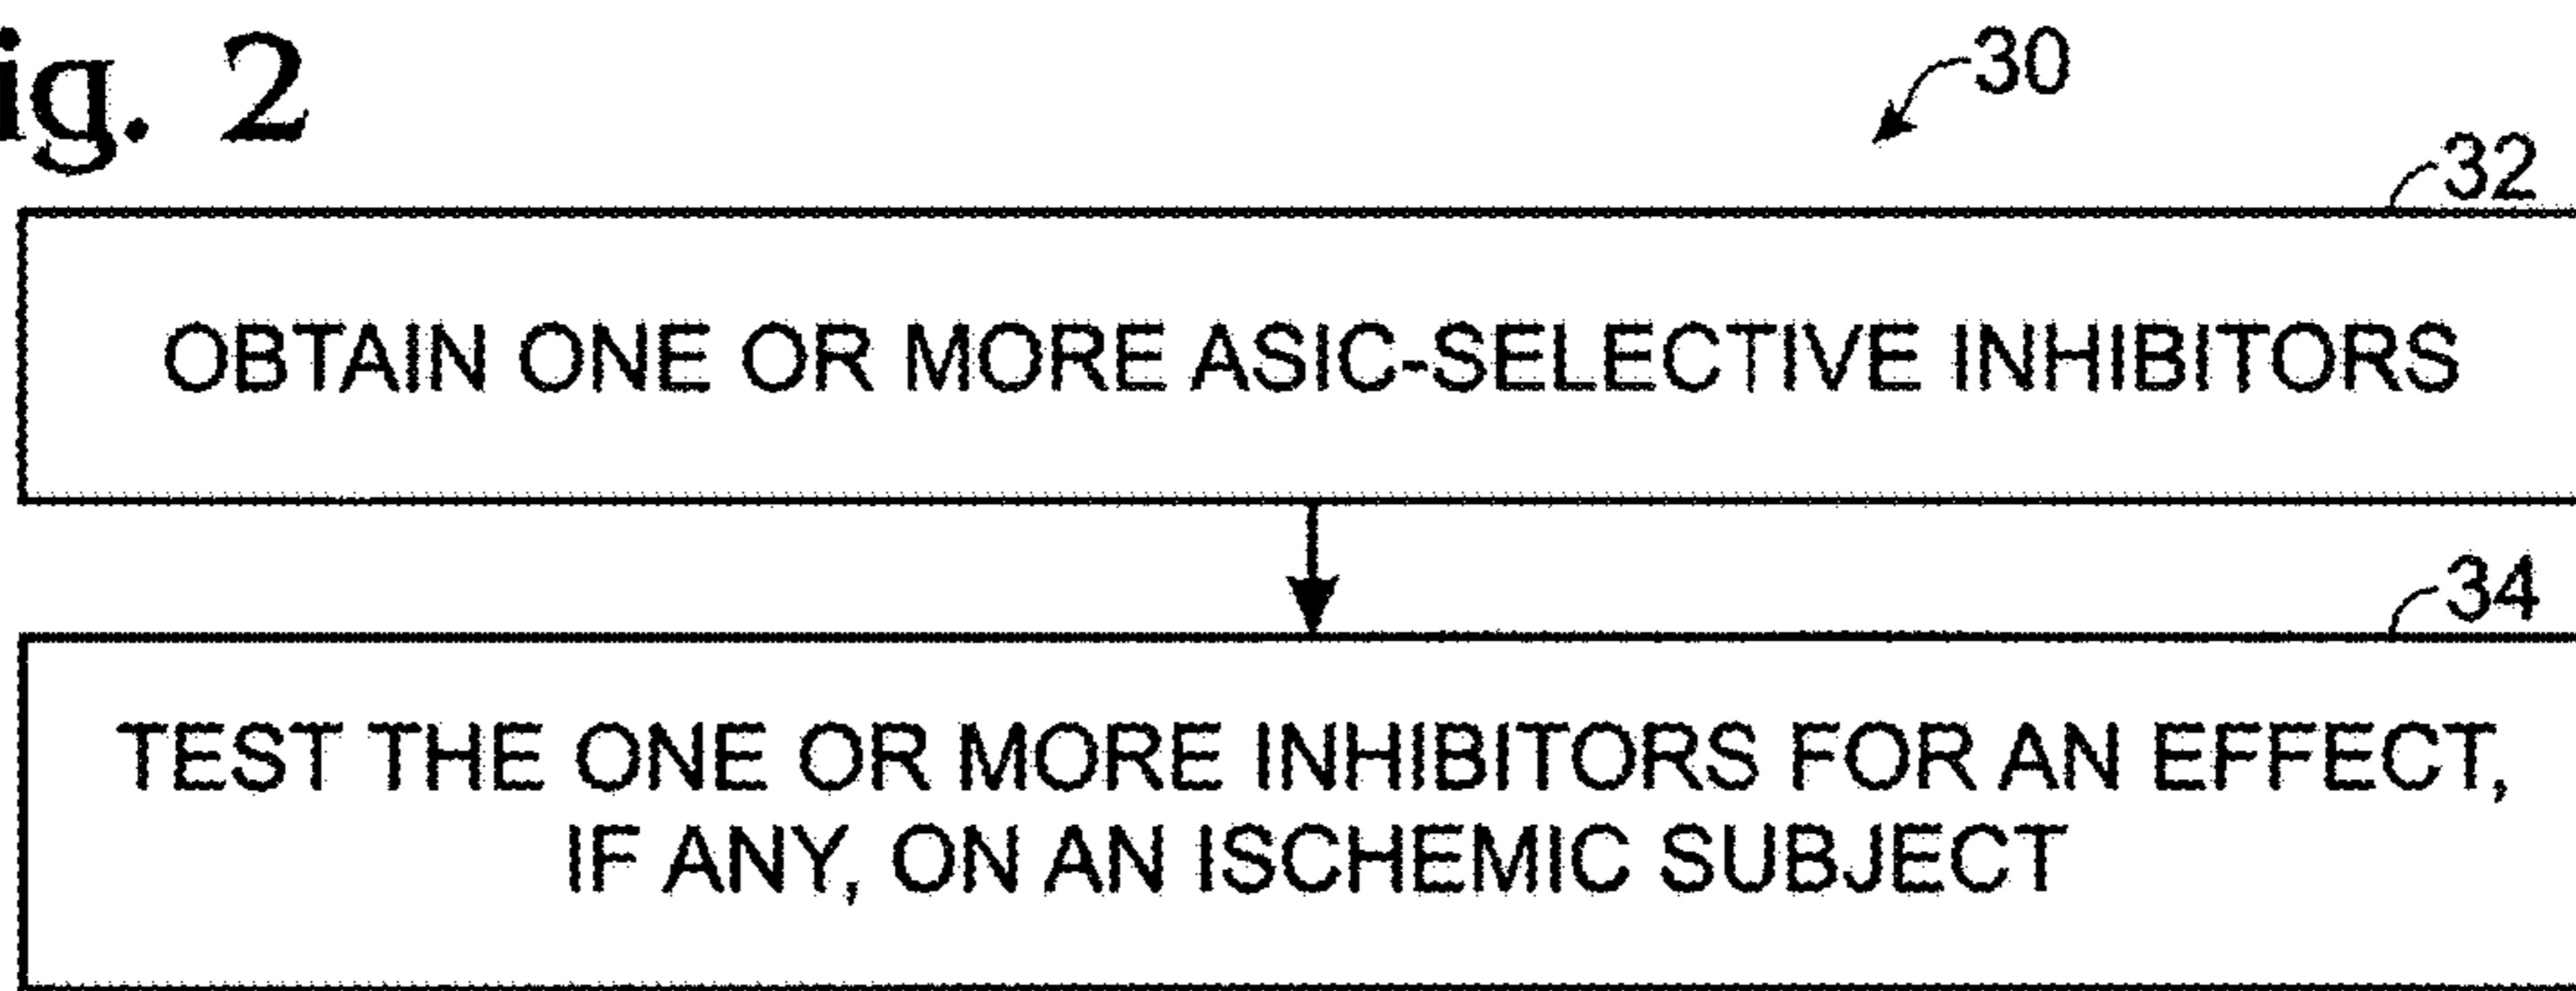 ig. 2
30
32
OBTAIN ONE OR MORE ASIC-SELECTIVE INHIBITORS
34
TEST THE ONE OR MORE INHIBITORS FOR AN EFFECT,
IF ANY, ON AN ISCHEMIC SUBJECT